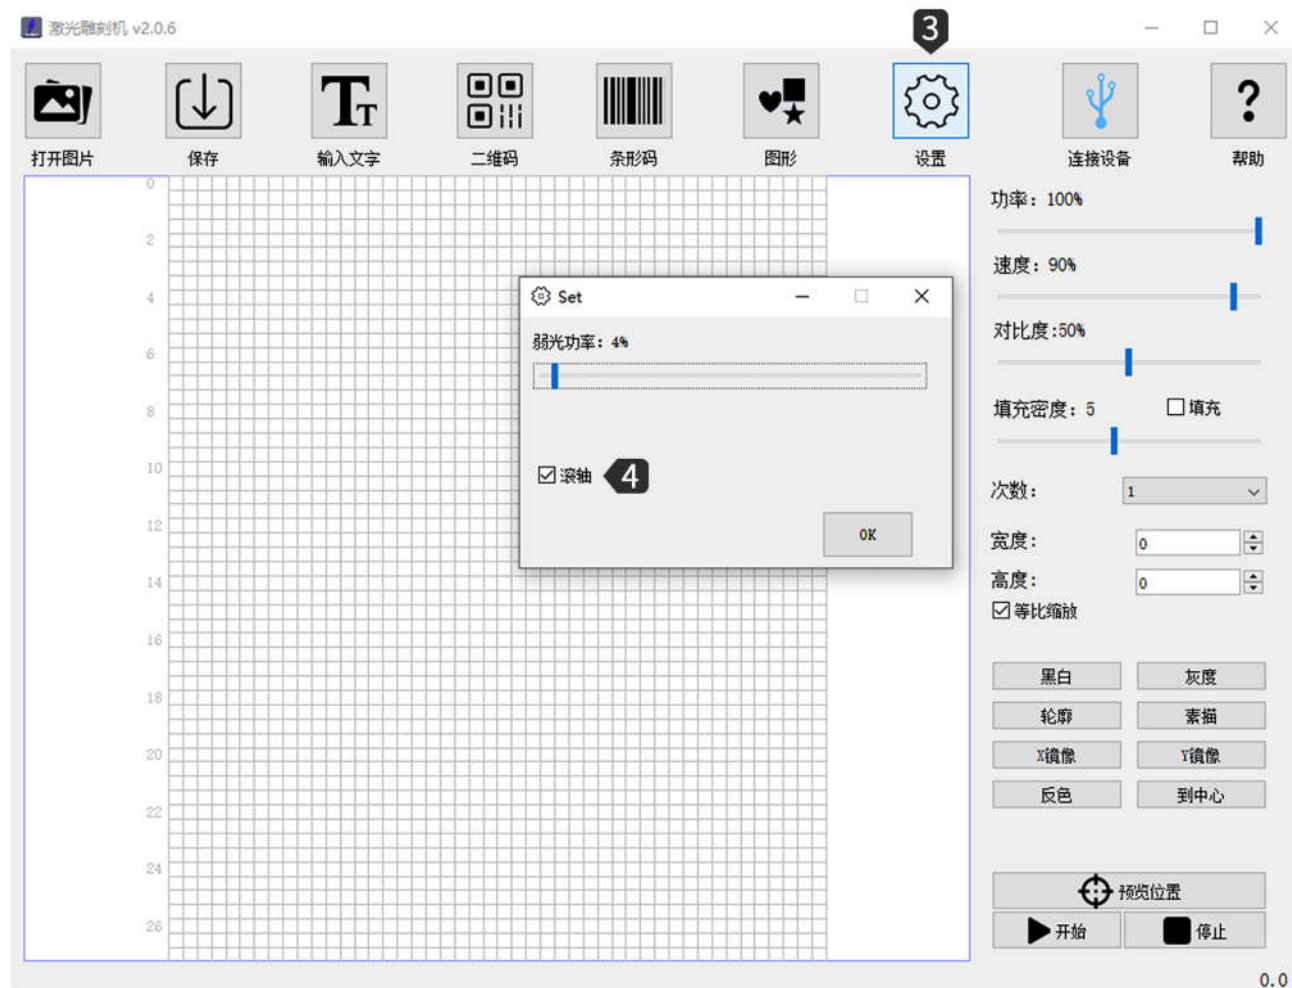 激光雕刻机 v2.0.6
3
打开图片
保存
TT
输入文字
二维码
条形码
图形
设置
连接设备
?
帮助
0
2
4
6
8
10
12
14
16
18
20
22
24
26
Set
弱光功率: 4%
滚轴
4
OK
功率: 100%
速度: 90%
对比度:50%
填充密度: 5
填充
次数:
1
宽度:
0
高度:
0
等比缩放
黑白
灰度
轮廓
素描
X镜像
Y镜像
反色
到中心
预览位置
开始
停止
0.0